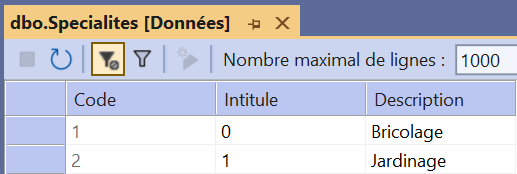 dbo.Specialites [Données]
Nombre maximal de lignes : 1000
Code Intitule Description
1 0 Bricolage
2 1 Jardinage